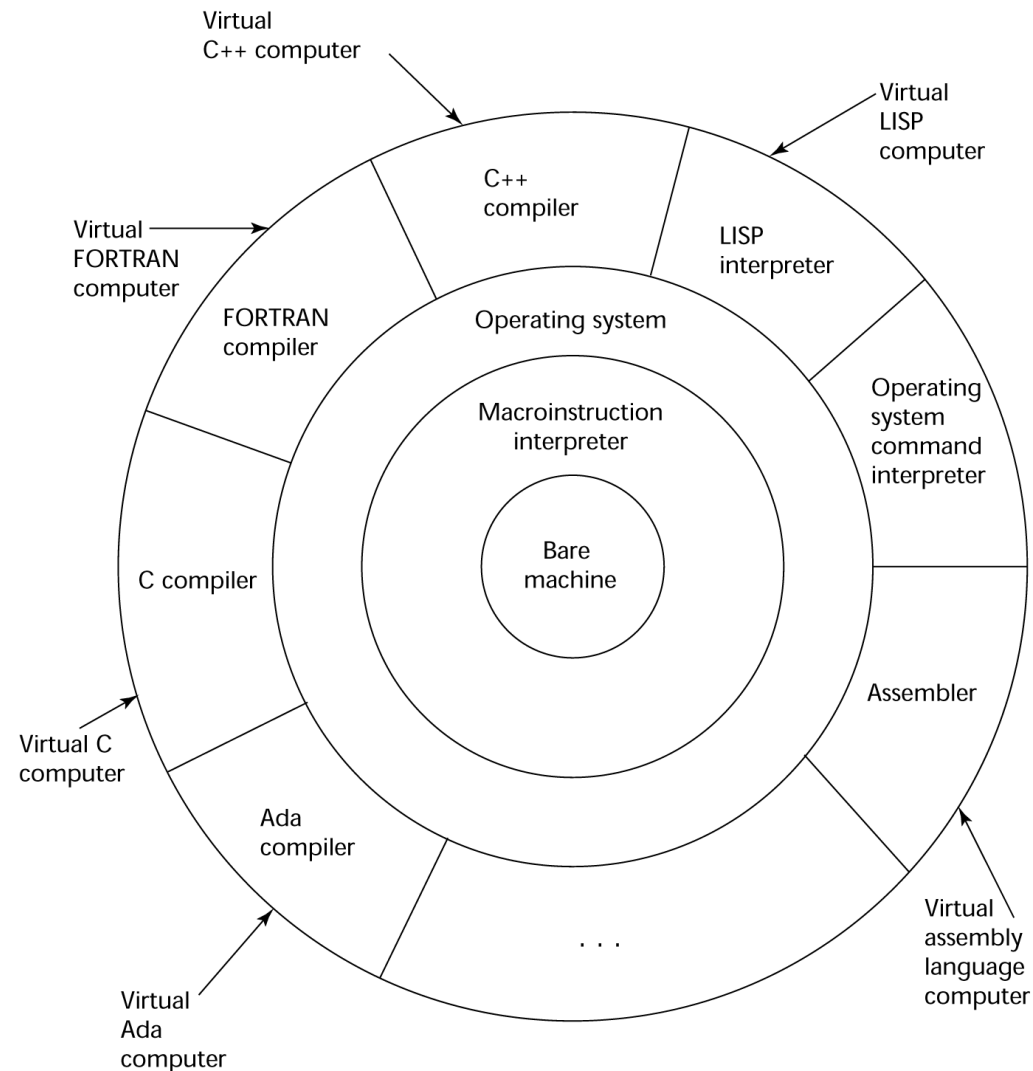 Virtual
C++ computer
Virtual
LISP
computer
C++
compiler
LISP
interpreter
Virtual
FORTRAN
computer
FORTRAN
compiler
Operating system
Operating
system
command
interpreter
Macroinstruction
interpreter
Bare
machine
C compiler
Assembler
Virtual C
computer
Ada
compiler
Virtual
assembly
language
computer
. . .
Virtual
Ada
computer